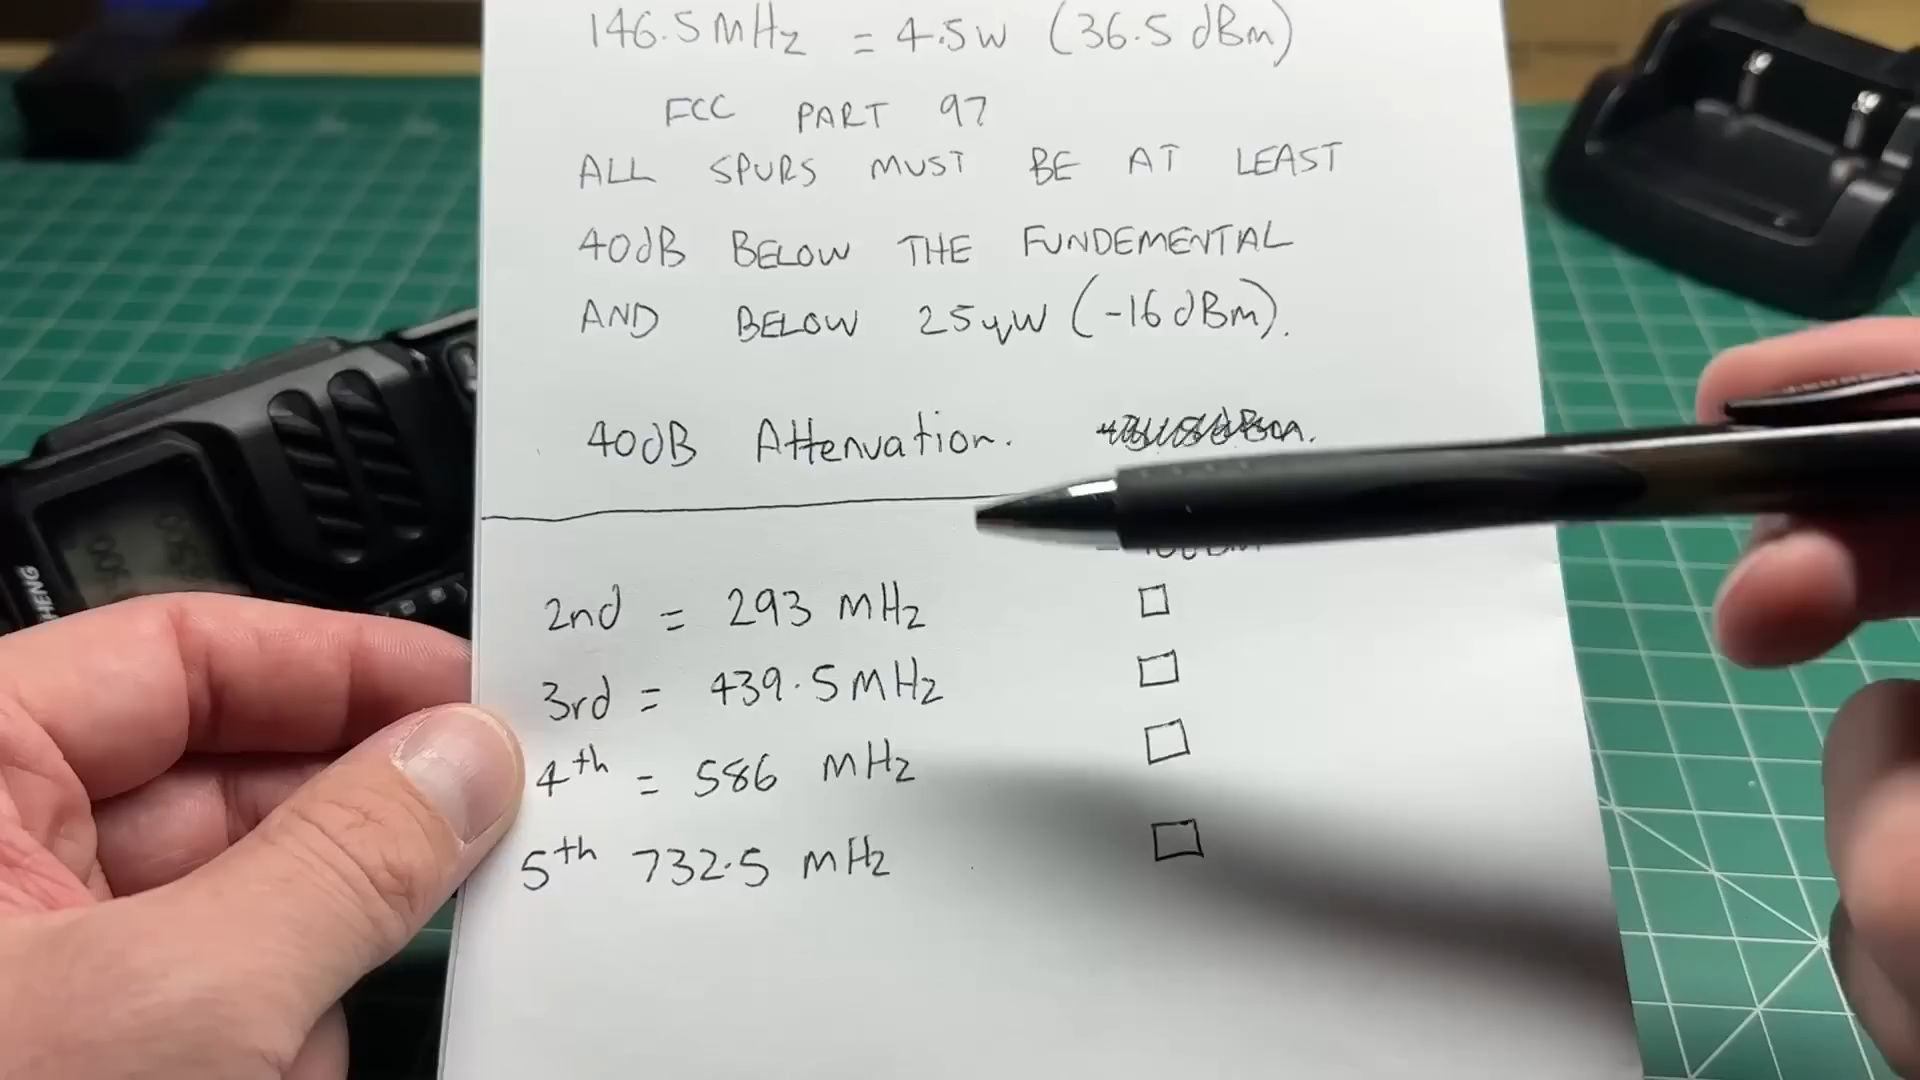 146.5 MHz = 4.5W (36.5 dBm)
FCC PART 97
ALL SPURS MUST BE AT LEAST
40dB BELOW THE FUNDEMENTAL
AND BELOW 25μW (-16dBm).
40dB Attenuation.
2nd = 293 MHz
3rd = 439.5 MHz
4th = 586 MHz
5th 732.5 MHz